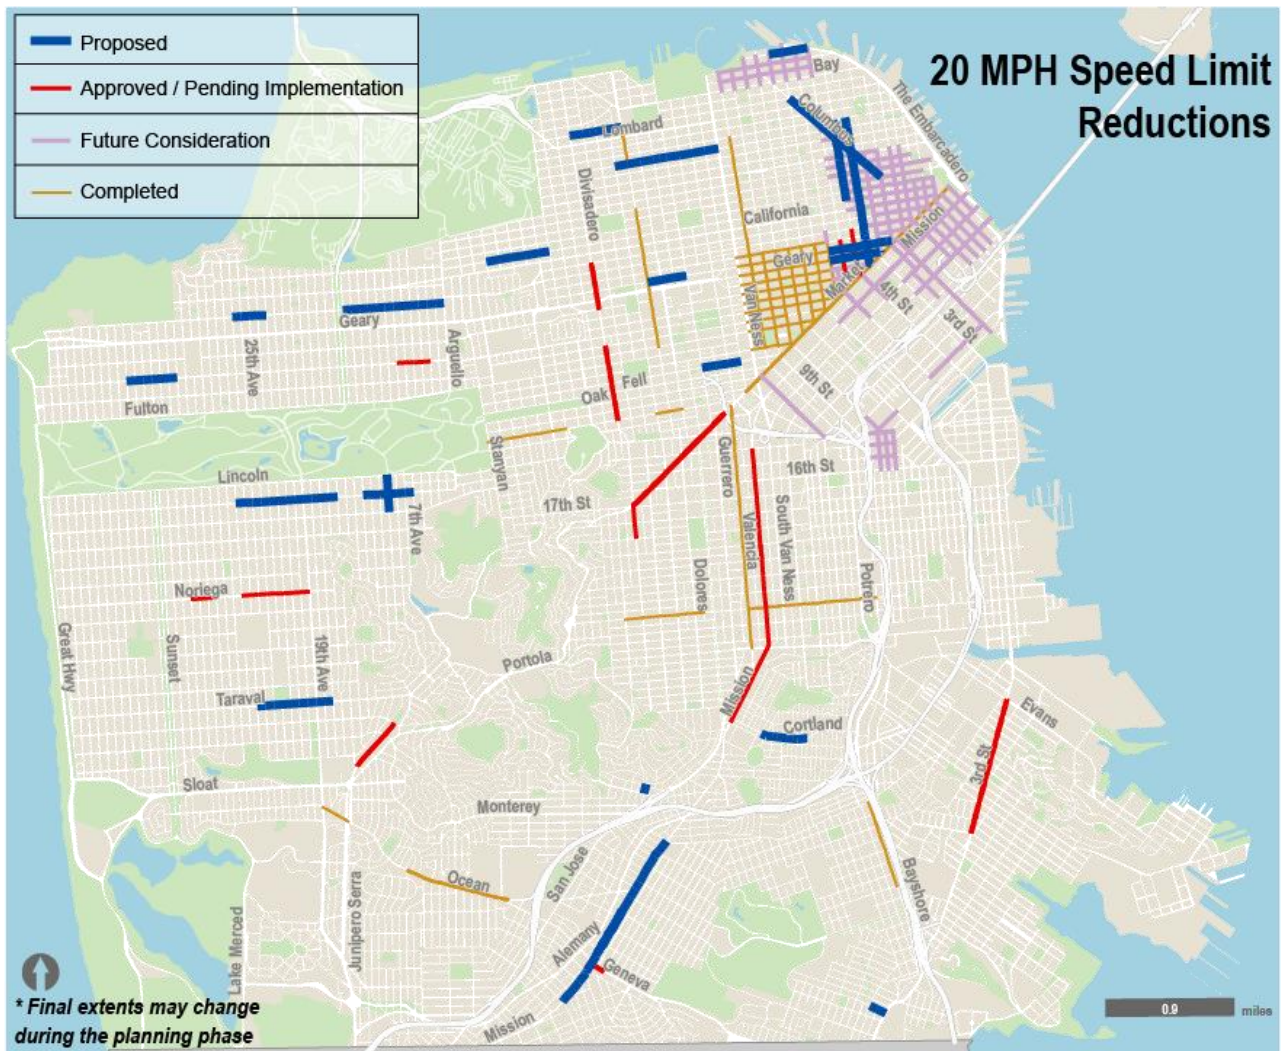 Proposed
Approved / Pending Implementation
Future Consideration
Completed
20 MPH Speed Limit
Reductions
Bay
The Embarcadero
Columbus
Lombard
Divisadero
California
Mission
Geary
Market
Van Ness
4th St
3rd St
Geary
25th Ave
Arguello
Fulton
Oak
Fell
9th St
Lincoln
Stanyan
Guerrero
16th St
17th St
7th Ave
Valencia
South Van Ness
Dolores
Potrero
Noriega
Great Hwy
Sunset
19th Ave
Portola
Taraval
Mission
Cortland
Evans
3rd St
Sloat
Monterey
Ocean
San Jose
Bayshore
Junipero Serra
Lake Merced
Alemany
Geneva
Mission
* Final extents may change
during the planning phase
0.9
miles